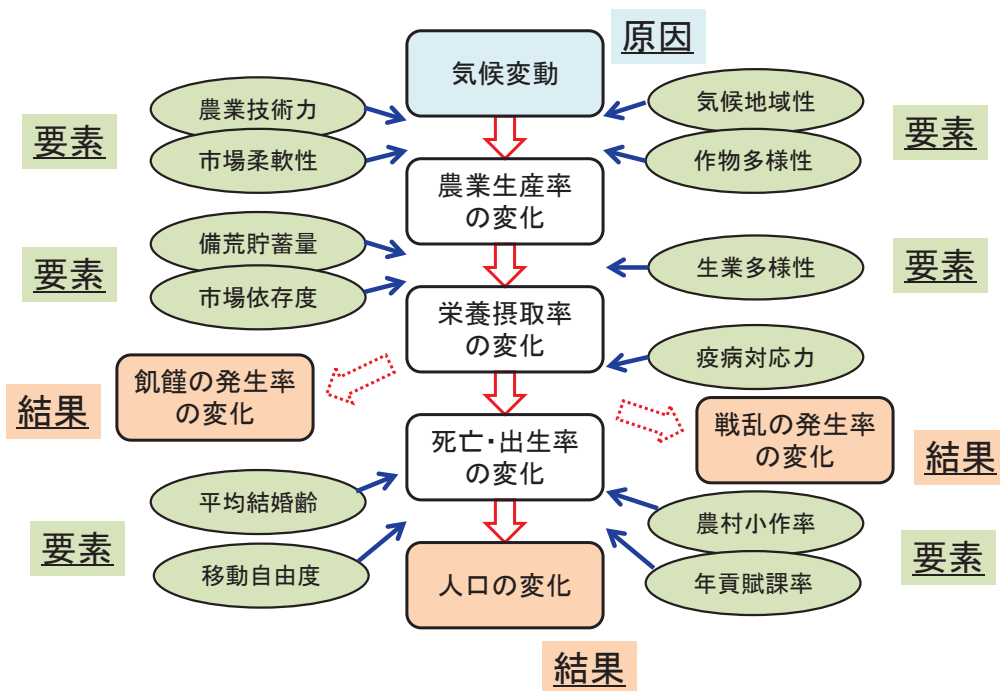 原因
気候変動
農業技術力
気候地域性
要素
要素
市場柔軟性
作物多様性
農業生産率
の変化
備荒貯蓄量
要素
生業多様性
要素
市場依存度
栄養摂取率
の変化
疫病対応力
飢饉の発生率
の変化
結果
戦乱の発生率
の変化
死亡・出生率
の変化
結果
平均結婚齢
農村小作率
要素
要素
移動自由度
人口の変化
年貢賦課率
結果